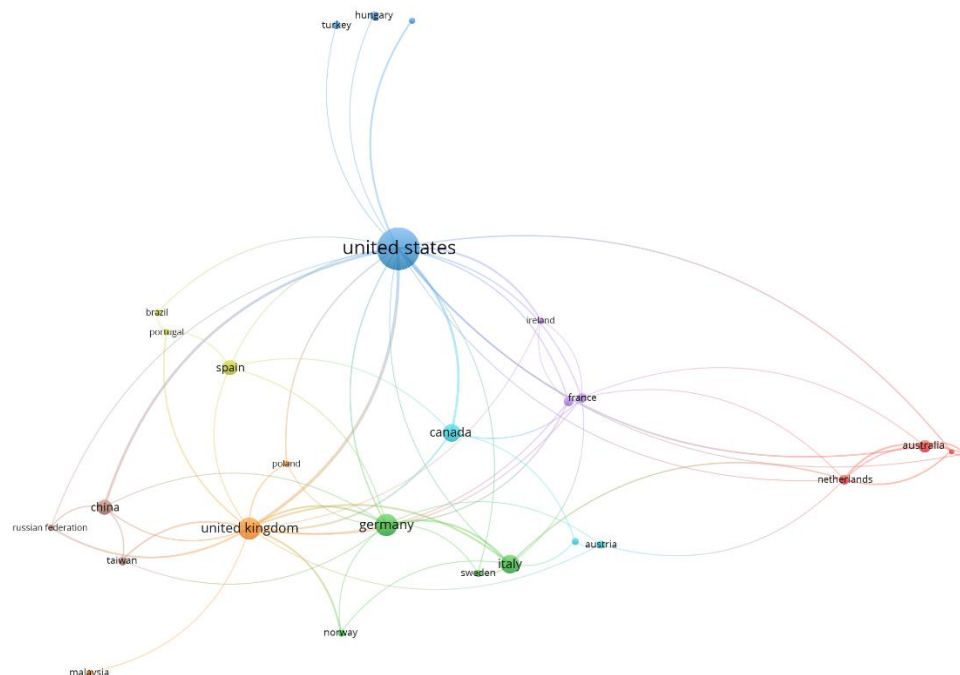 hungary
turkey
united states
brazil
ireland
portugal
spain
france
canada
australia
poland
netherlands
china
germany
united kingdom
russian federation
austria
taiwan
italy
sweden
norway
malaysia